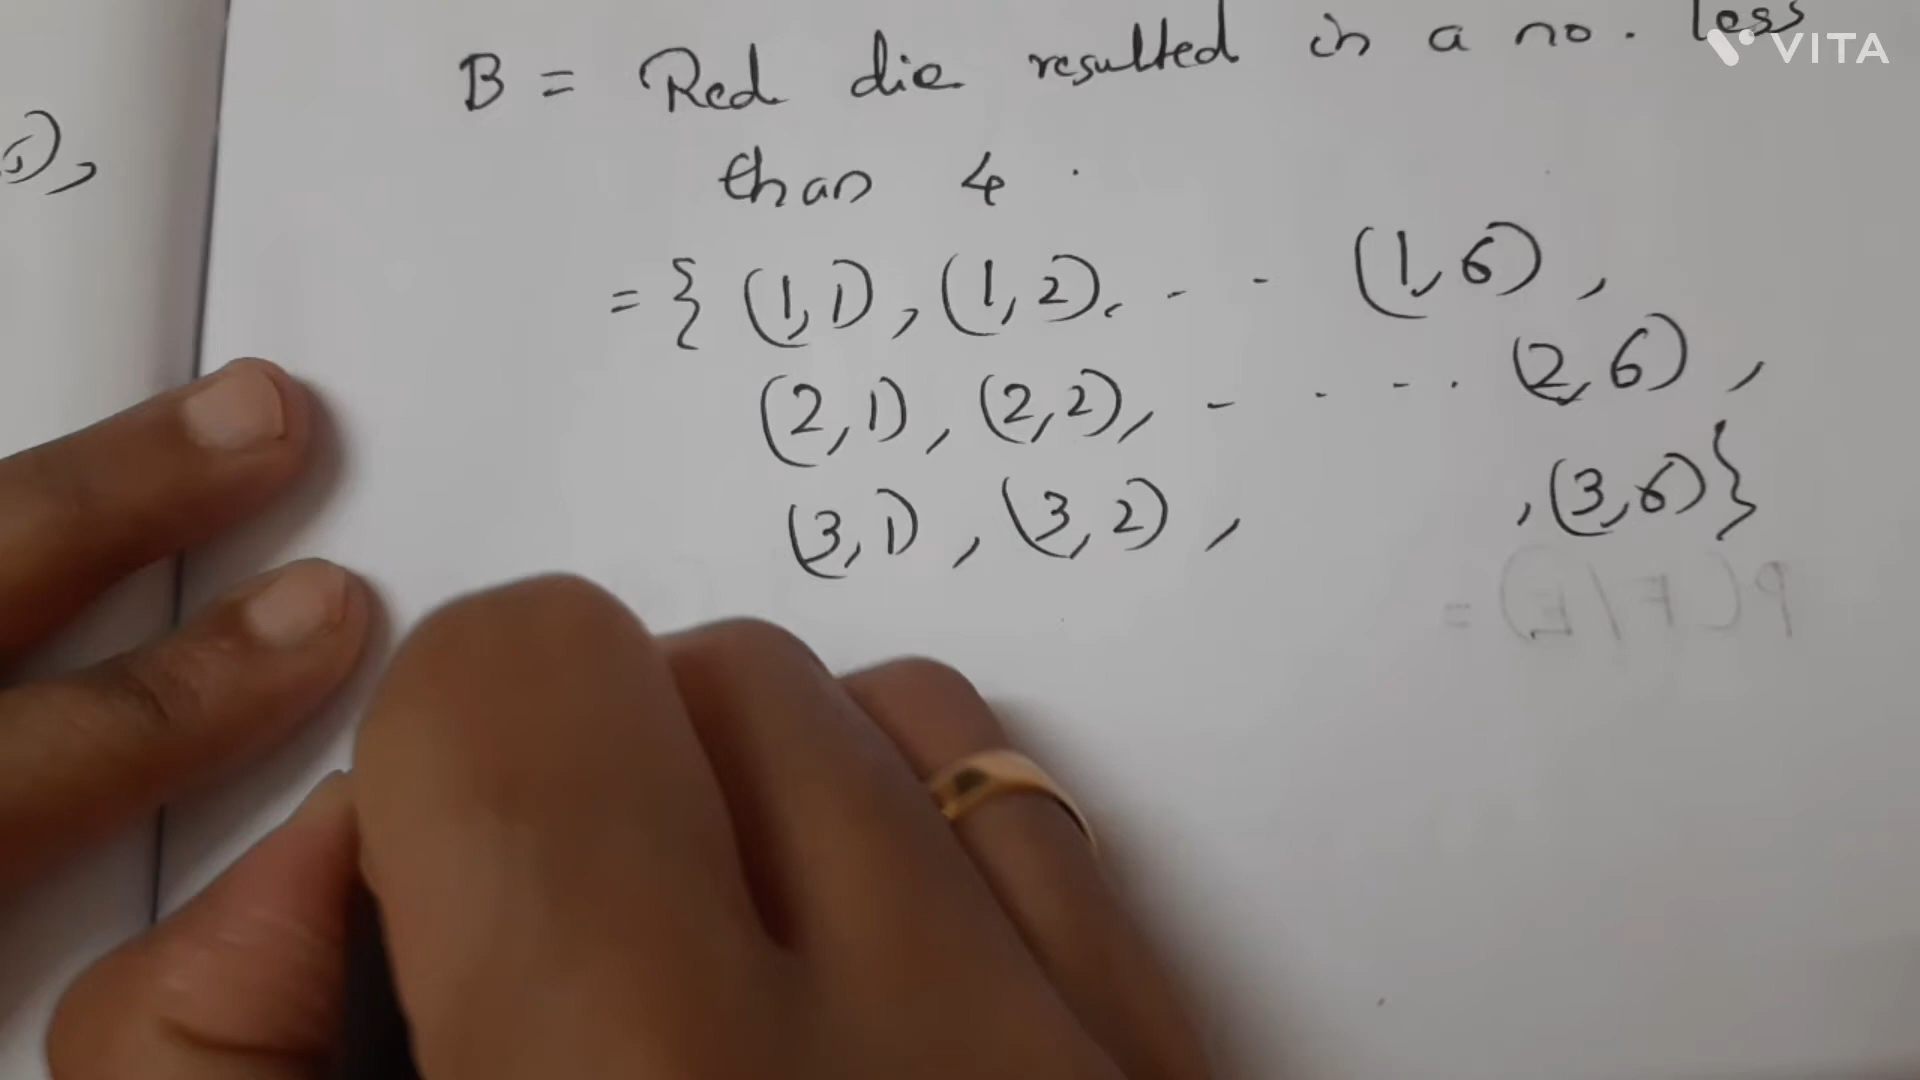 B = Red die resulted in a no. less
VITA
than 4.
= { (1,1), (1,2), - - (1,6),
(2,1), (2,2), - - - - (2,6),
(3,1), (3,2), , (3,6)}
P(F/E) =